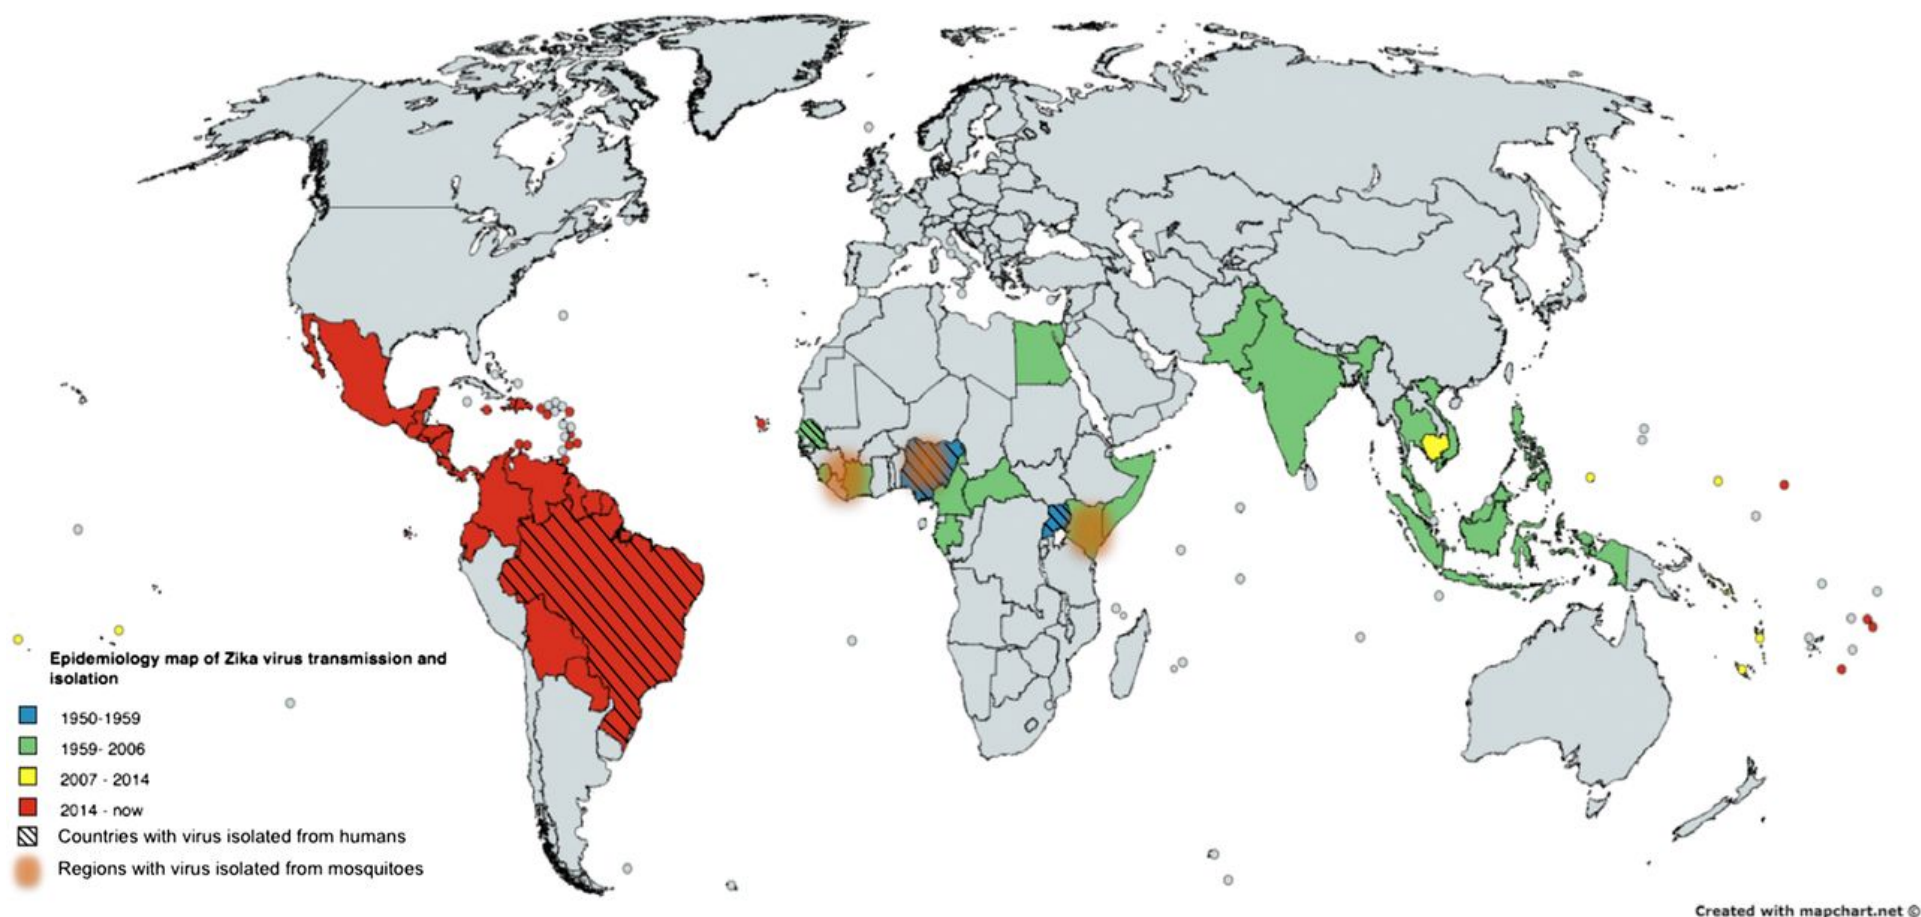 Epidemiology map of Zika virus transmission and
isolation
1950-1959
1959- 2006
2007 - 2014
2014 - now
Countries with virus isolated from humans
Regions with virus isolated from mosquitoes
Created with mapchart.net ©